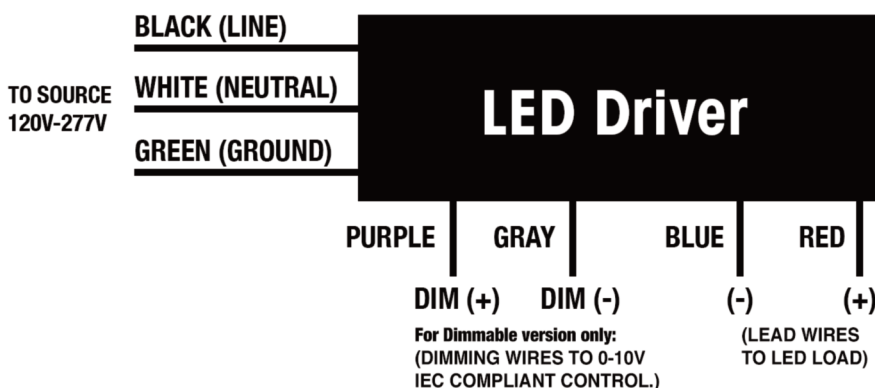 BLACK (LINE)
WHITE (NEUTRAL)
TO SOURCE
120V-277V
GREEN (GROUND)
LED Driver
PURPLE GRAY BLUE RED
DIM (+) DIM (-) (-) (+)
For Dimmable version only:
(DIMMING WIRES TO 0-10V
IEC COMPLIANT CONTROL.)
(LEAD WIRES
TO LED LOAD)